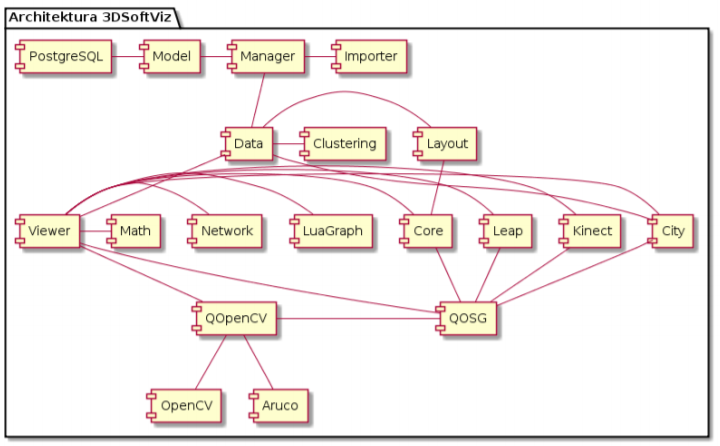 Architektura 3DSoftViz
PostgreSQL
Model
Manager
Importer
Data
Clustering
Layout
Viewer
Math
Network
LuaGraph
Core
Leap
Kinect
City
QOpenCV
QOSG
OpenCV
Aruco